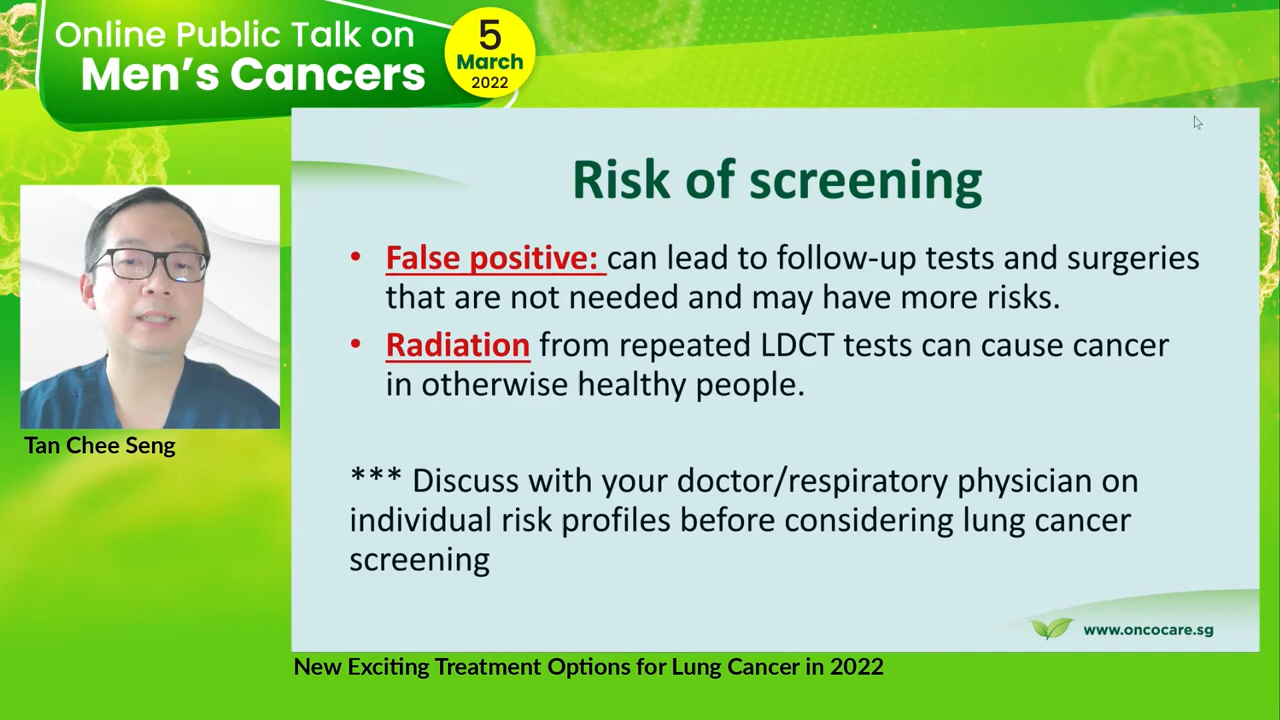 Online Public Talk on
Men's Cancers
5
March
2022
Risk of screening
• False positive: can lead to follow-up tests and surgeries
that are not needed and may have more risks.
• Radiation from repeated LDCT tests can cause cancer
in otherwise healthy people.
*** Discuss with your doctor/respiratory physician on
individual risk profiles before considering lung cancer
screening
www.oncocare.sg
Tan Chee Seng
New Exciting Treatment Options for Lung Cancer in 2022